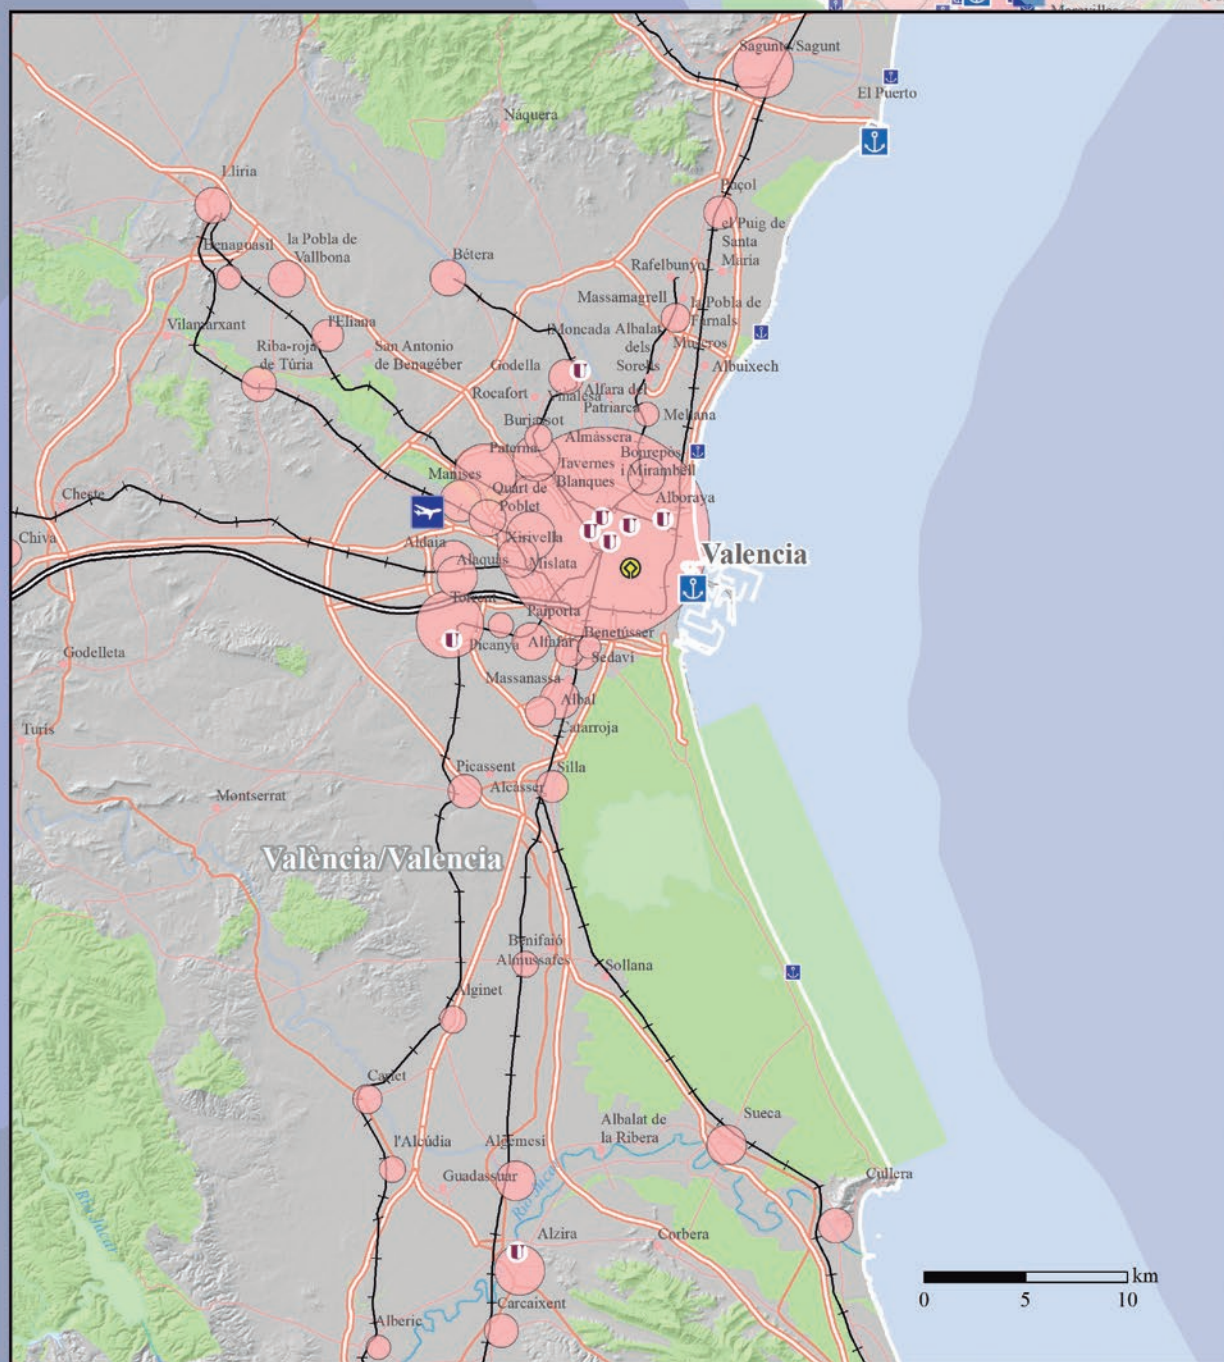 Sagunto/Sagunt
El Puerto
Náquera
Llíria
Puçol
el Puig de
Santa
Maria
Benaguasil
la Pobla de
Vallbona
Bétera
Rafelbunyol
Massamagrell
la Pobla de
Farnals
Vilamarxant
l'Eliana
Moncada
Albalat
dels
Sorells
Museros
Riba-roja
de Túria
San Antonio
de Benagéber
Godella
Albuixech
Rocafort
Vinalesa
Alfara del
Patriarca
Meliana
Burjassot
Almàssera
Paterna
Bonrepòs
i Mirambell
Tavernes
Blanques
Manises
Quart de
Poblet
Alboraya
Cheste
Chiva
Aldaia
Xirivella
Alaquàs
Mislata
Valencia
Torrent
Paiporta
Godelleta
Picanya
Alfafar
Benetússer
Sedaví
Massanassa
Albal
Catarroja
Turís
Picassent
Silla
Alcàsser
Montserrat
València/Valencia
Benifaió
Almussafes
Sollana
Alginet
Carlet
Sueca
Albalat de
la Ribera
l'Alcúdia
Algemesí
Guadassuar
Cullera
Río Júcar
Río Júcar
Alzira
Corbera
Carcaixent
Alberic
km
0 5 10
U
U
U
U
U
U
U
U